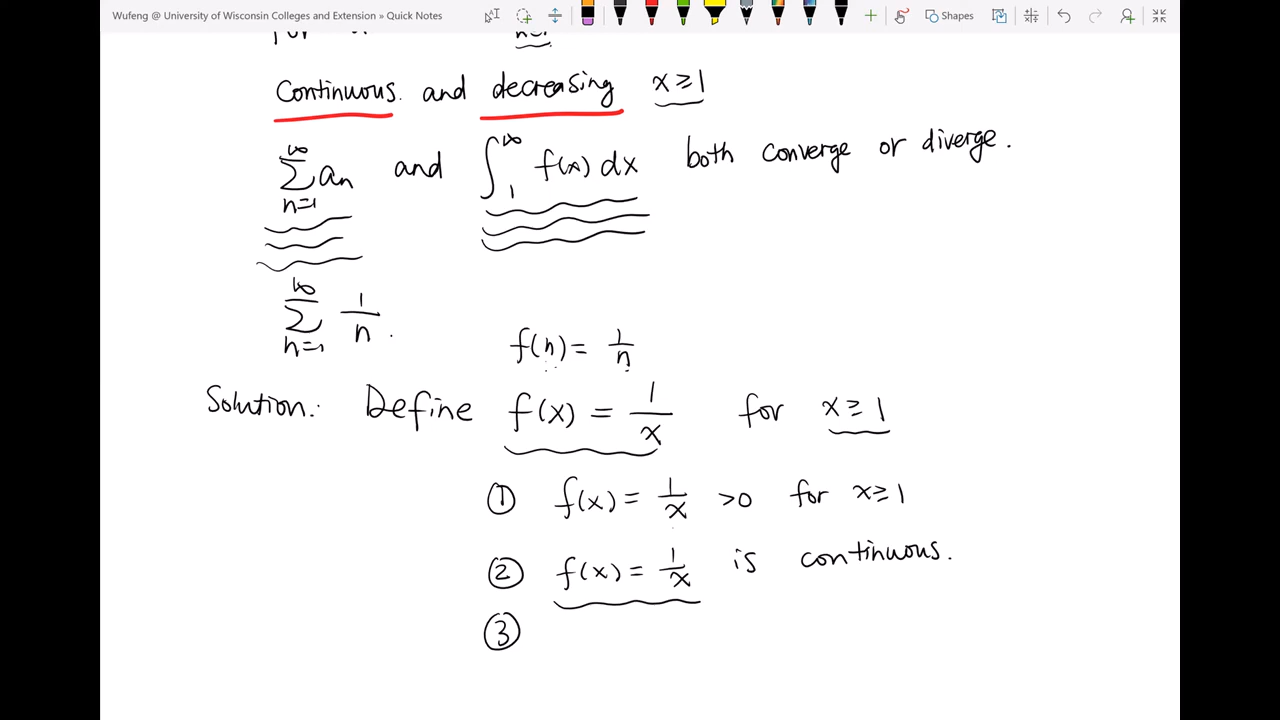 Wufeng @ University of Wisconsin Colleges and Extension » Quick Notes
Shapes
Continuous. and decreasing x ≥ 1
∑_{n=1}^{∞} a_n and ∫_1^∞ f(x) dx both converge or diverge.
∑_{n=1}^{∞} 1/n.
f(n) = 1/n
Solution: Define f(x) = 1/x for x ≥ 1
① f(x) = 1/x >0 for x ≥ 1
② f(x) = 1/x is continuous.
③